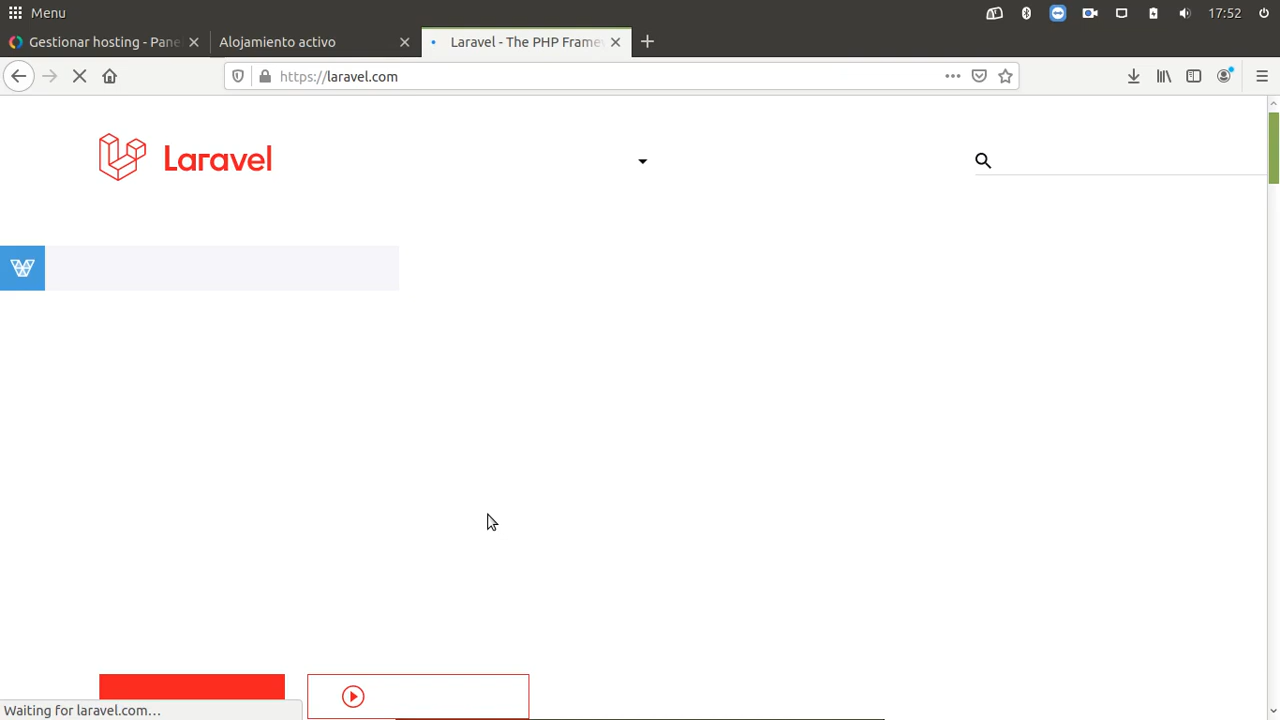 Menu
17:52
Gestionar hosting - Pane
Alojamiento activo
Laravel - The PHP Framew
https://laravel.com
Laravel
Waiting for laravel.com…